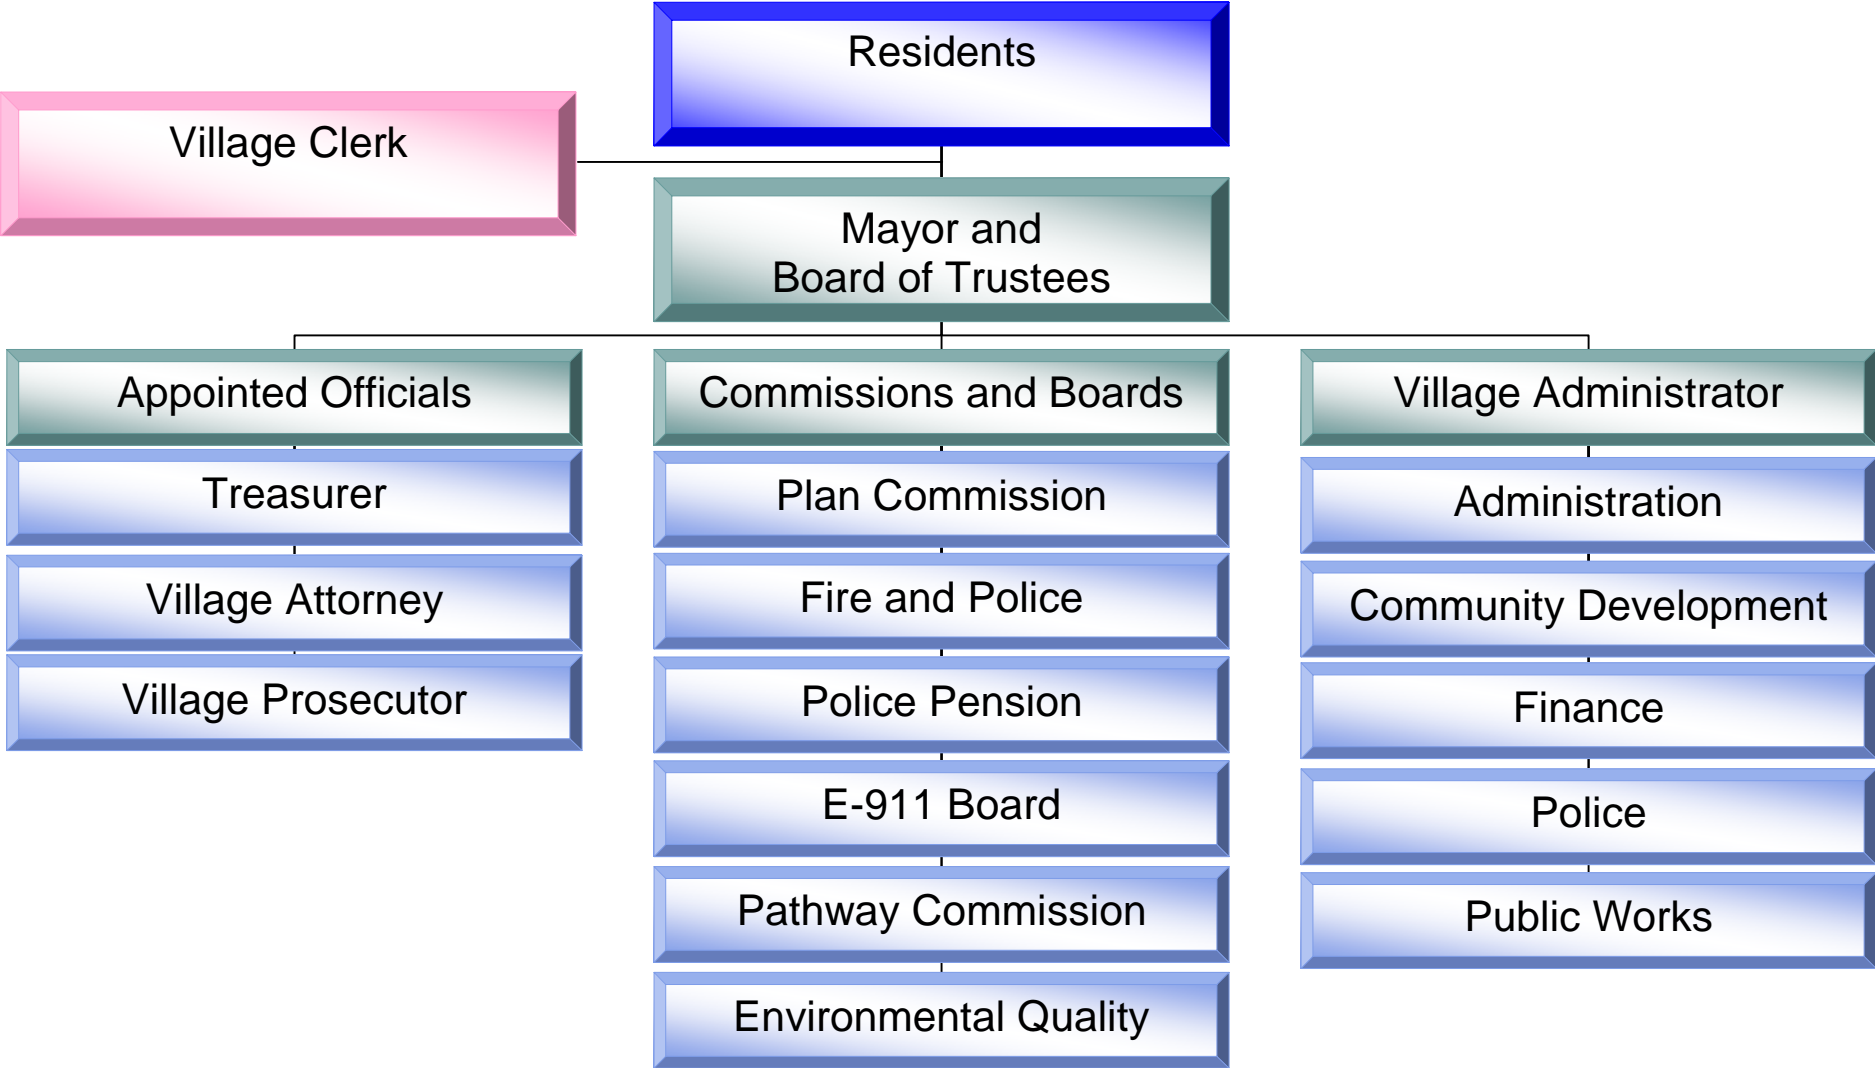 Residents
Village Clerk
Mayor and
Board of Trustees
Appointed Officials
Treasurer
Village Attorney
Village Prosecutor
Commissions and Boards
Plan Commission
Fire and Police
Police Pension
E-911 Board
Pathway Commission
Environmental Quality
Village Administrator
Administration
Community Development
Finance
Police
Public Works